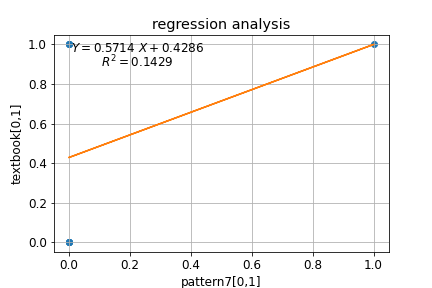 regression analysis
Y = 0.5714 X + 0.4286
R² = 0.1429
1.0
0.8
0.6
0.4
0.2
0.0
textbook[0,1]
0.0 0.2 0.4 0.6 0.8 1.0
pattern7[0,1]